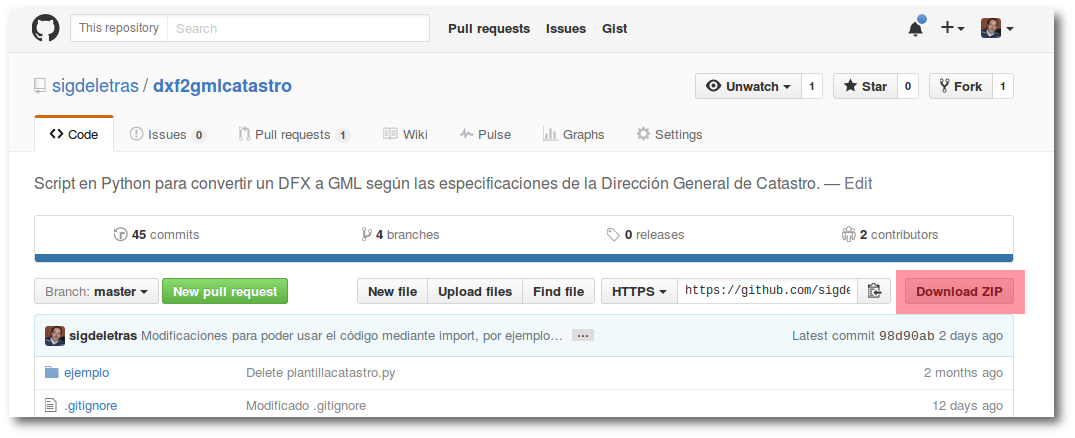 This repository Search Pull requests Issues Gist
sigdeletras / dxf2gmlcatastro Unwatch 1 Star 0 Fork 1
Code Issues 0 Pull requests 1 Wiki Pulse Graphs Settings
Script en Python para convertir un DFX a GML según las especificaciones de la Dirección General de Catastro. — Edit
45 commits 4 branches 0 releases 2 contributors
Branch: master New pull request New file Upload files Find file HTTPS https://github.com/sigde Download ZIP
sigdeletras Modificaciones para poder usar el código mediante import, por ejemplo… ... Latest commit 98d90ab 2 days ago
ejemplo Delete plantillacatastro.py 2 months ago
.gitignore Modificado .gitignore 12 days ago